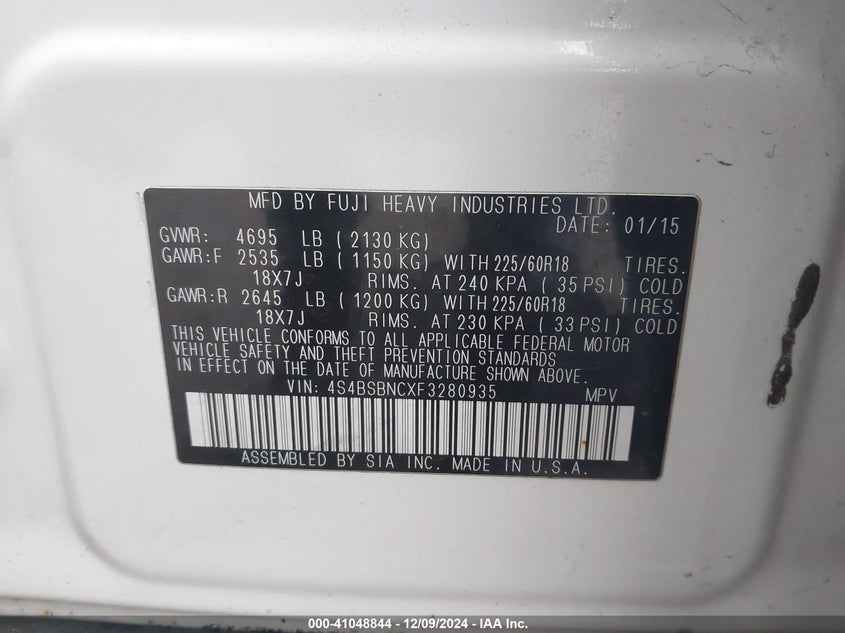 MFD BY FUJI HEAVY INDUSTRIES LTD.
DATE: 01/15
GVWR: 4695 LB ( 2130 KG)
GAWR:F 2535 LB ( 1150 KG) WITH 225/60R18 TIRES.
18X7J RIMS. AT 240 KPA ( 35 PSI) COLD
GAWR:R 2645 LB ( 1200 KG) WITH 225/60R18 TIRES.
18X7J RIMS. AT 230 KPA ( 33 PSI) COLD
THIS VEHICLE CONFORMS TO ALL APPLICABLE FEDERAL MOTOR
VEHICLE SAFETY AND THEFT PREVENTION STANDARDS
IN EFFECT ON THE DATE OF MANUFACTURE SHOWN ABOVE.
VIN: 4S4BSBNCXF3280935 MPV
ASSEMBLED BY SIA INC. MADE IN U.S.A.
000-41048844 - 12/09/2024 - IAA Inc.